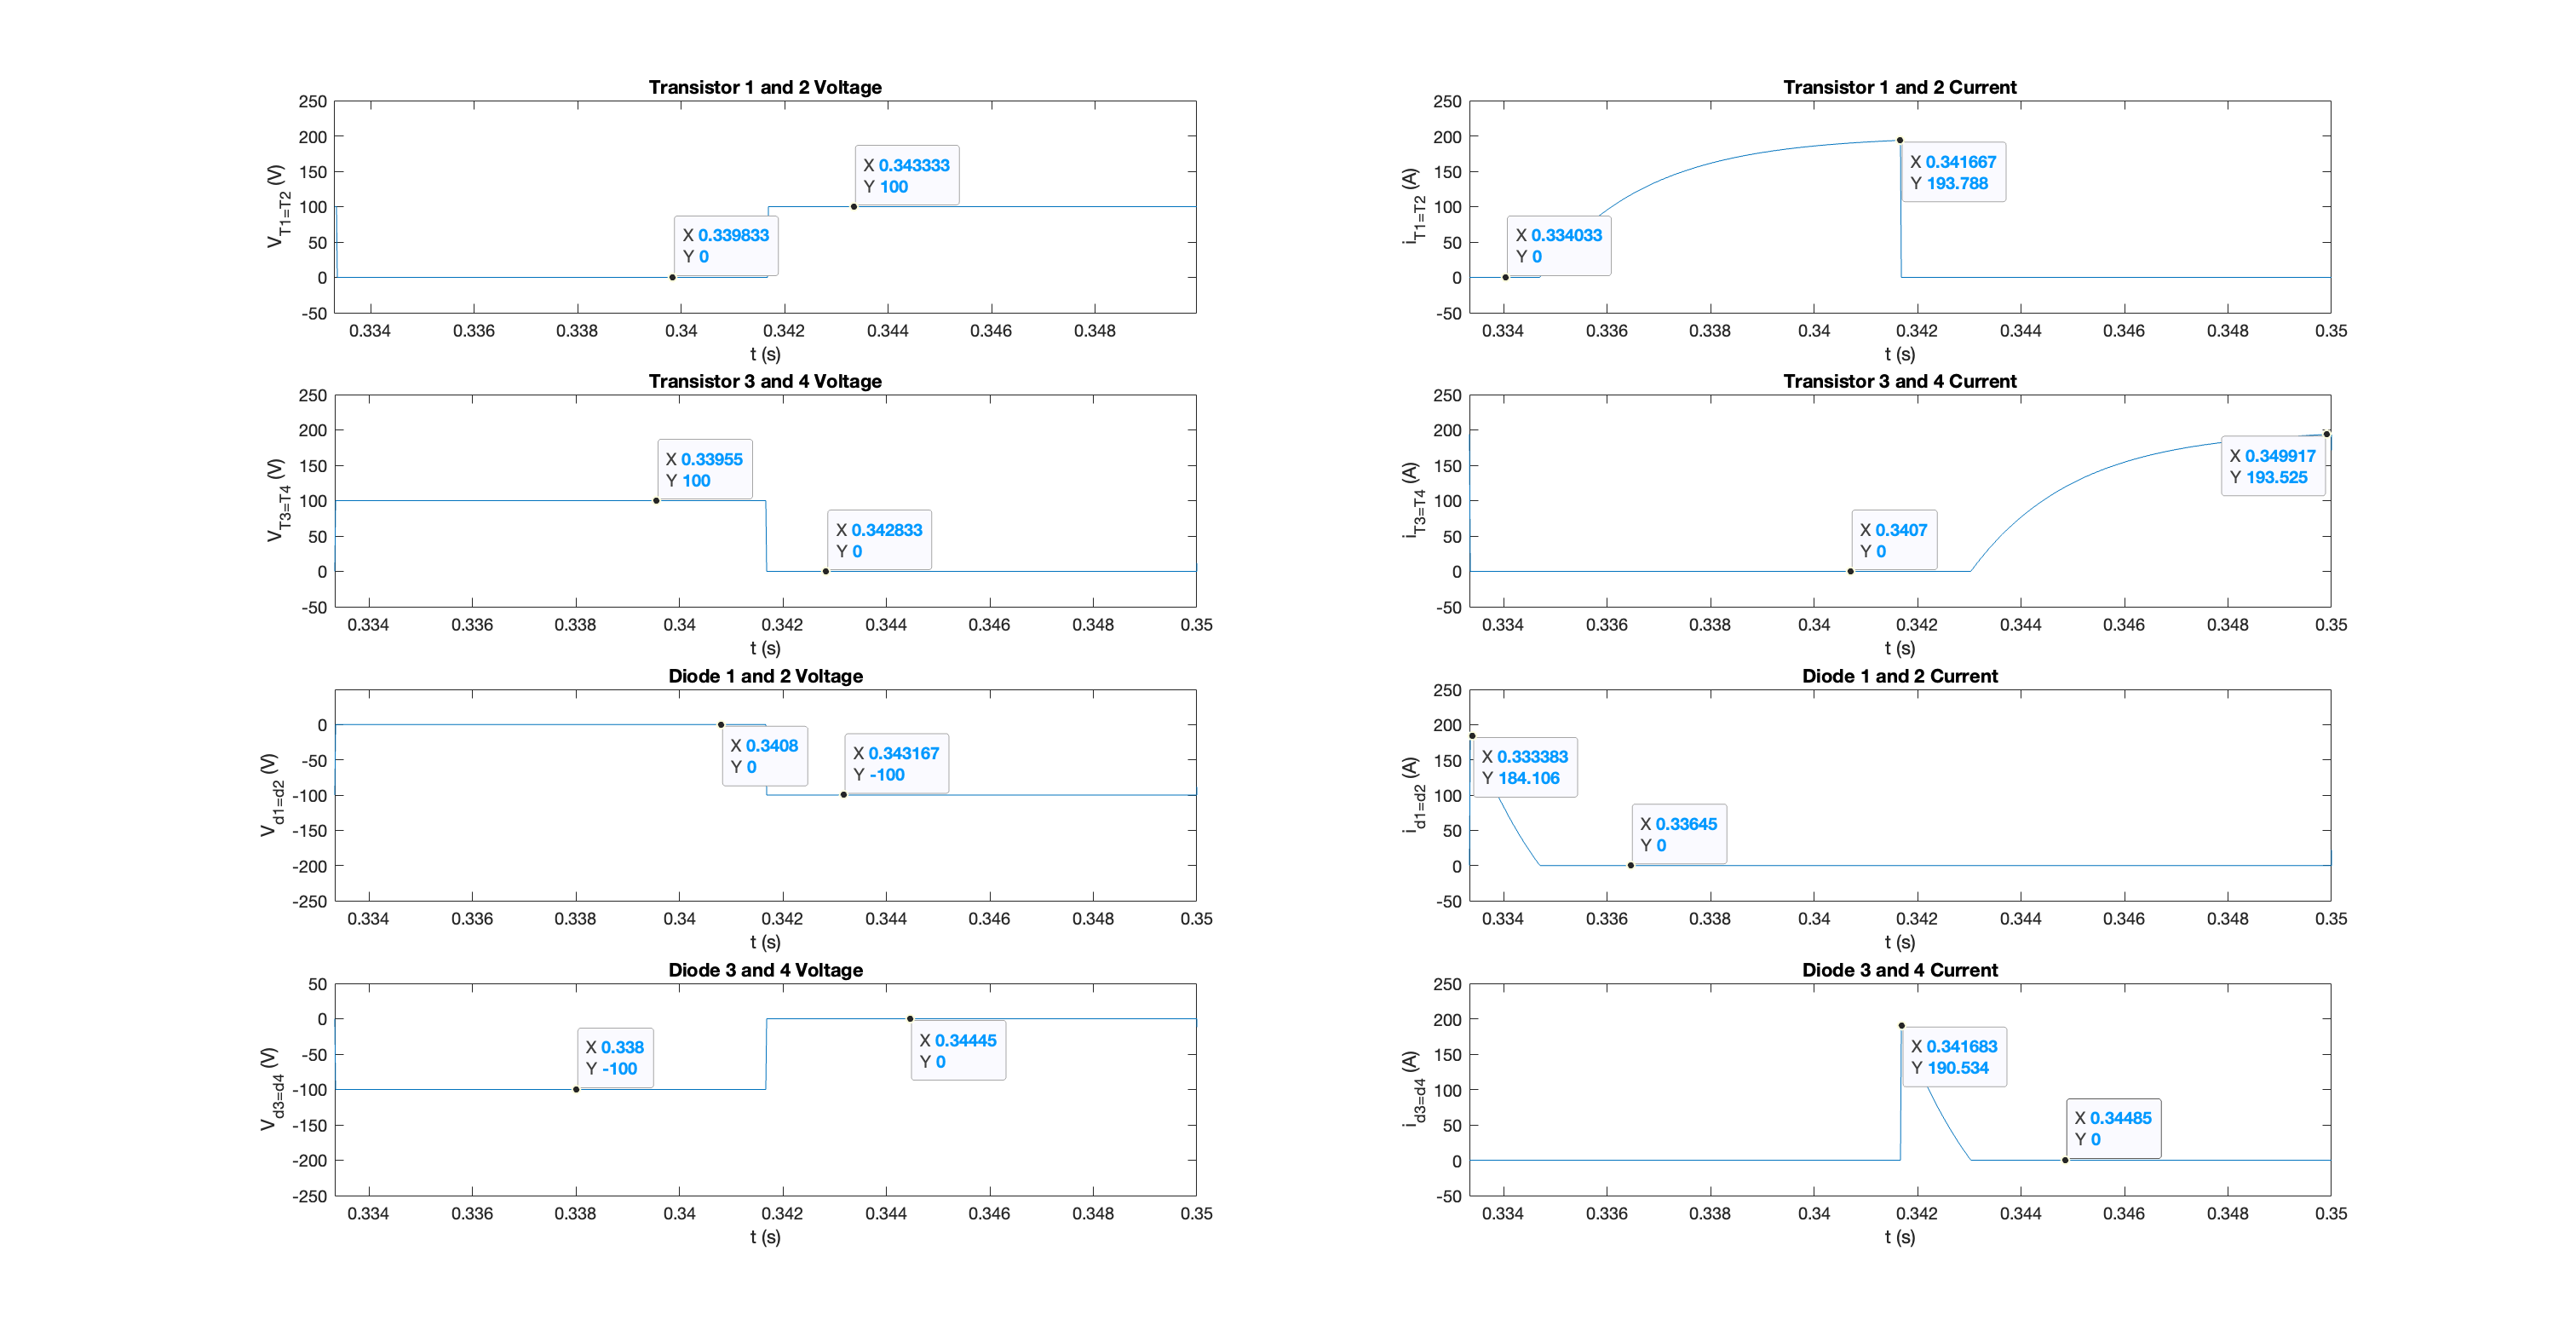 Transistor 1 and 2 Voltage
250
200
150
100
50
0
-50
V_T1=T2 (V)
X 0.343333
Y 100
X 0.339833
Y 0
0.334 0.336 0.338 0.34 0.342 0.344 0.346 0.348
t (s)
Transistor 1 and 2 Current
250
200
150
100
50
0
-50
i_T1=T2 (A)
X 0.341667
Y 193.788
X 0.334033
Y 0
0.334 0.336 0.338 0.34 0.342 0.344 0.346 0.348 0.35
t (s)
Transistor 3 and 4 Voltage
250
200
150
100
50
0
-50
V_T3=T4 (V)
X 0.33955
Y 100
X 0.342833
Y 0
0.334 0.336 0.338 0.34 0.342 0.344 0.346 0.348 0.35
t (s)
Transistor 3 and 4 Current
250
200
150
100
50
0
-50
i_T3=T4 (A)
X 0.349917
Y 193.525
X 0.3407
Y 0
0.334 0.336 0.338 0.34 0.342 0.344 0.346 0.348 0.35
t (s)
Diode 1 and 2 Voltage
0
-50
-100
-150
-200
-250
V_d1=d2 (V)
X 0.3408
Y 0
X 0.343167
Y -100
0.334 0.336 0.338 0.34 0.342 0.344 0.346 0.348 0.35
t (s)
Diode 1 and 2 Current
250
200
150
100
50
0
-50
i_d1=d2 (A)
X 0.333383
Y 184.106
X 0.33645
Y 0
0.334 0.336 0.338 0.34 0.342 0.344 0.346 0.348 0.35
t (s)
Diode 3 and 4 Voltage
50
0
-50
-100
-150
-200
-250
V_d3=d4 (V)
X 0.338
Y -100
X 0.34445
Y 0
0.334 0.336 0.338 0.34 0.342 0.344 0.346 0.348 0.35
t (s)
Diode 3 and 4 Current
250
200
150
100
50
0
-50
i_d3=d4 (A)
X 0.341683
Y 190.534
X 0.34485
Y 0
0.334 0.336 0.338 0.34 0.342 0.344 0.346 0.348 0.35
t (s)